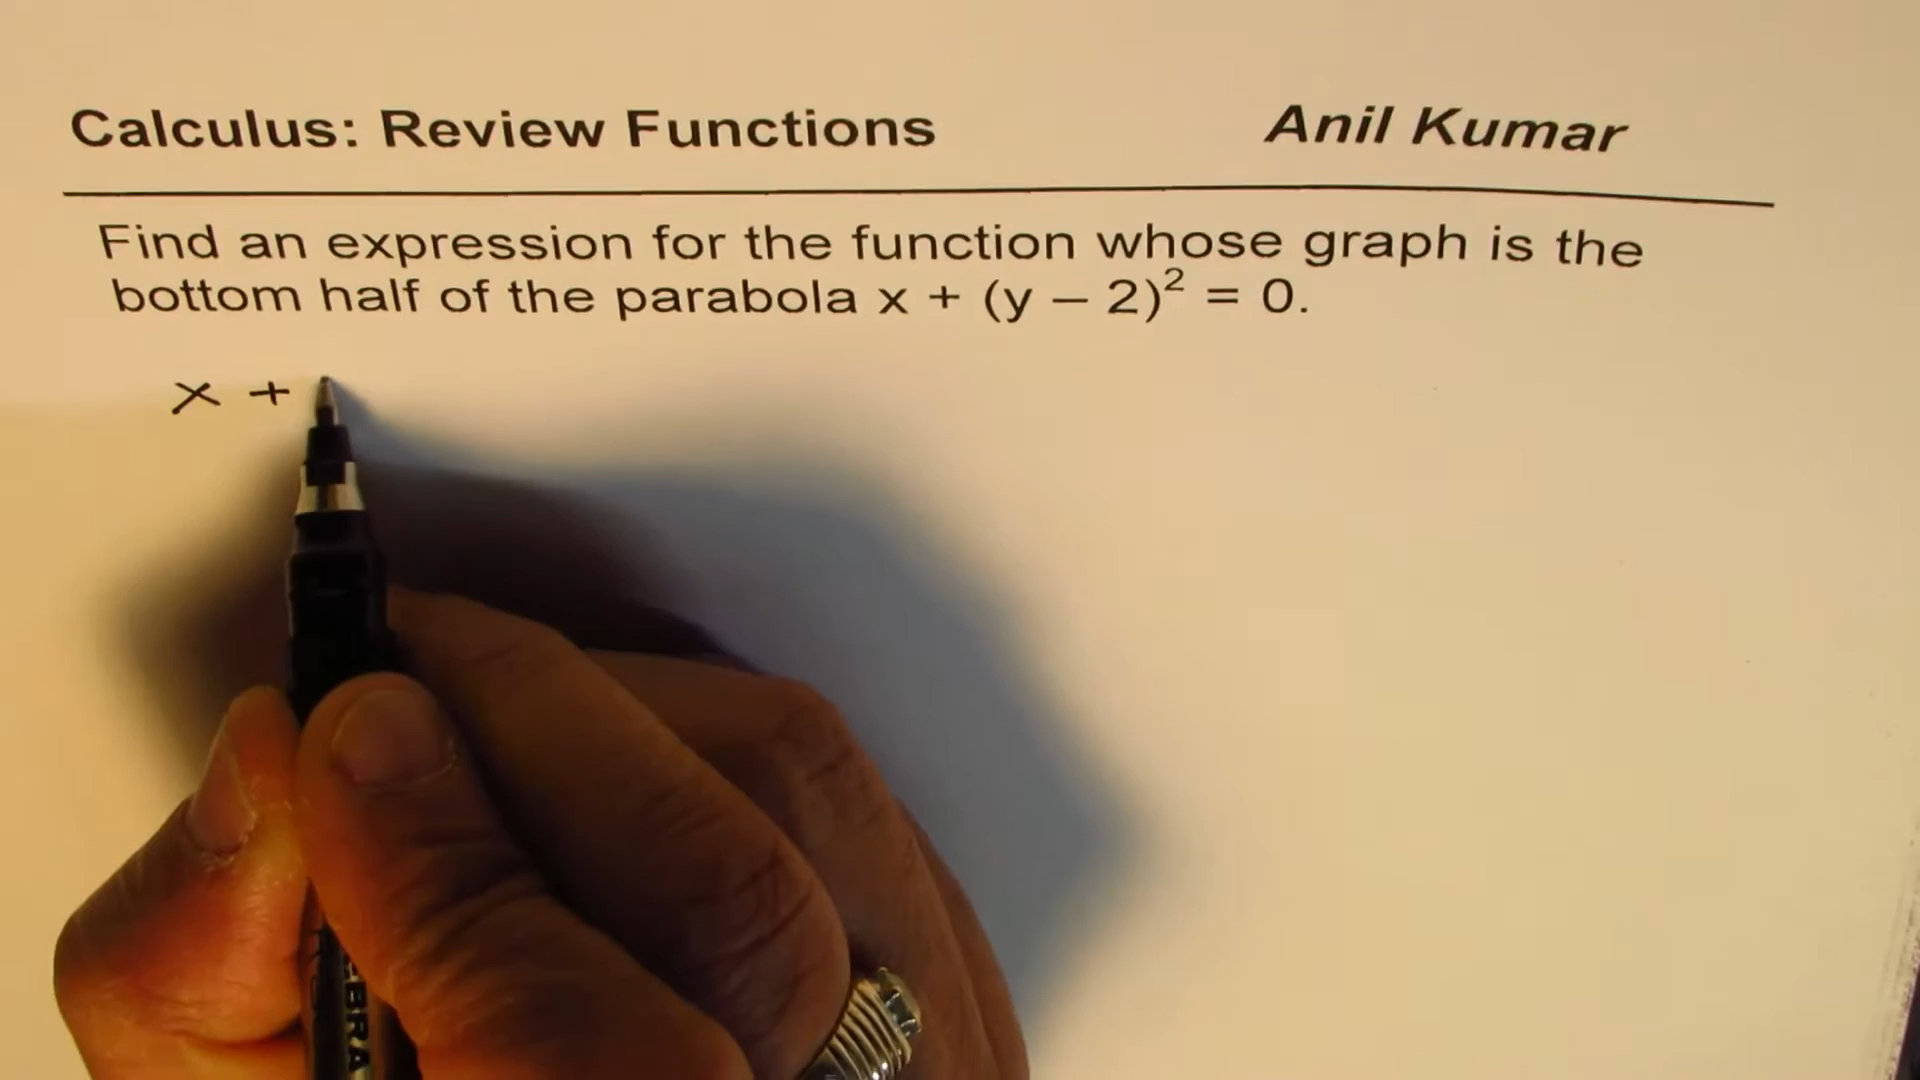 Calculus: Review Functions Anil Kumar
Find an expression for the function whose graph is the
bottom half of the parabola x + (y – 2)² = 0.
x +